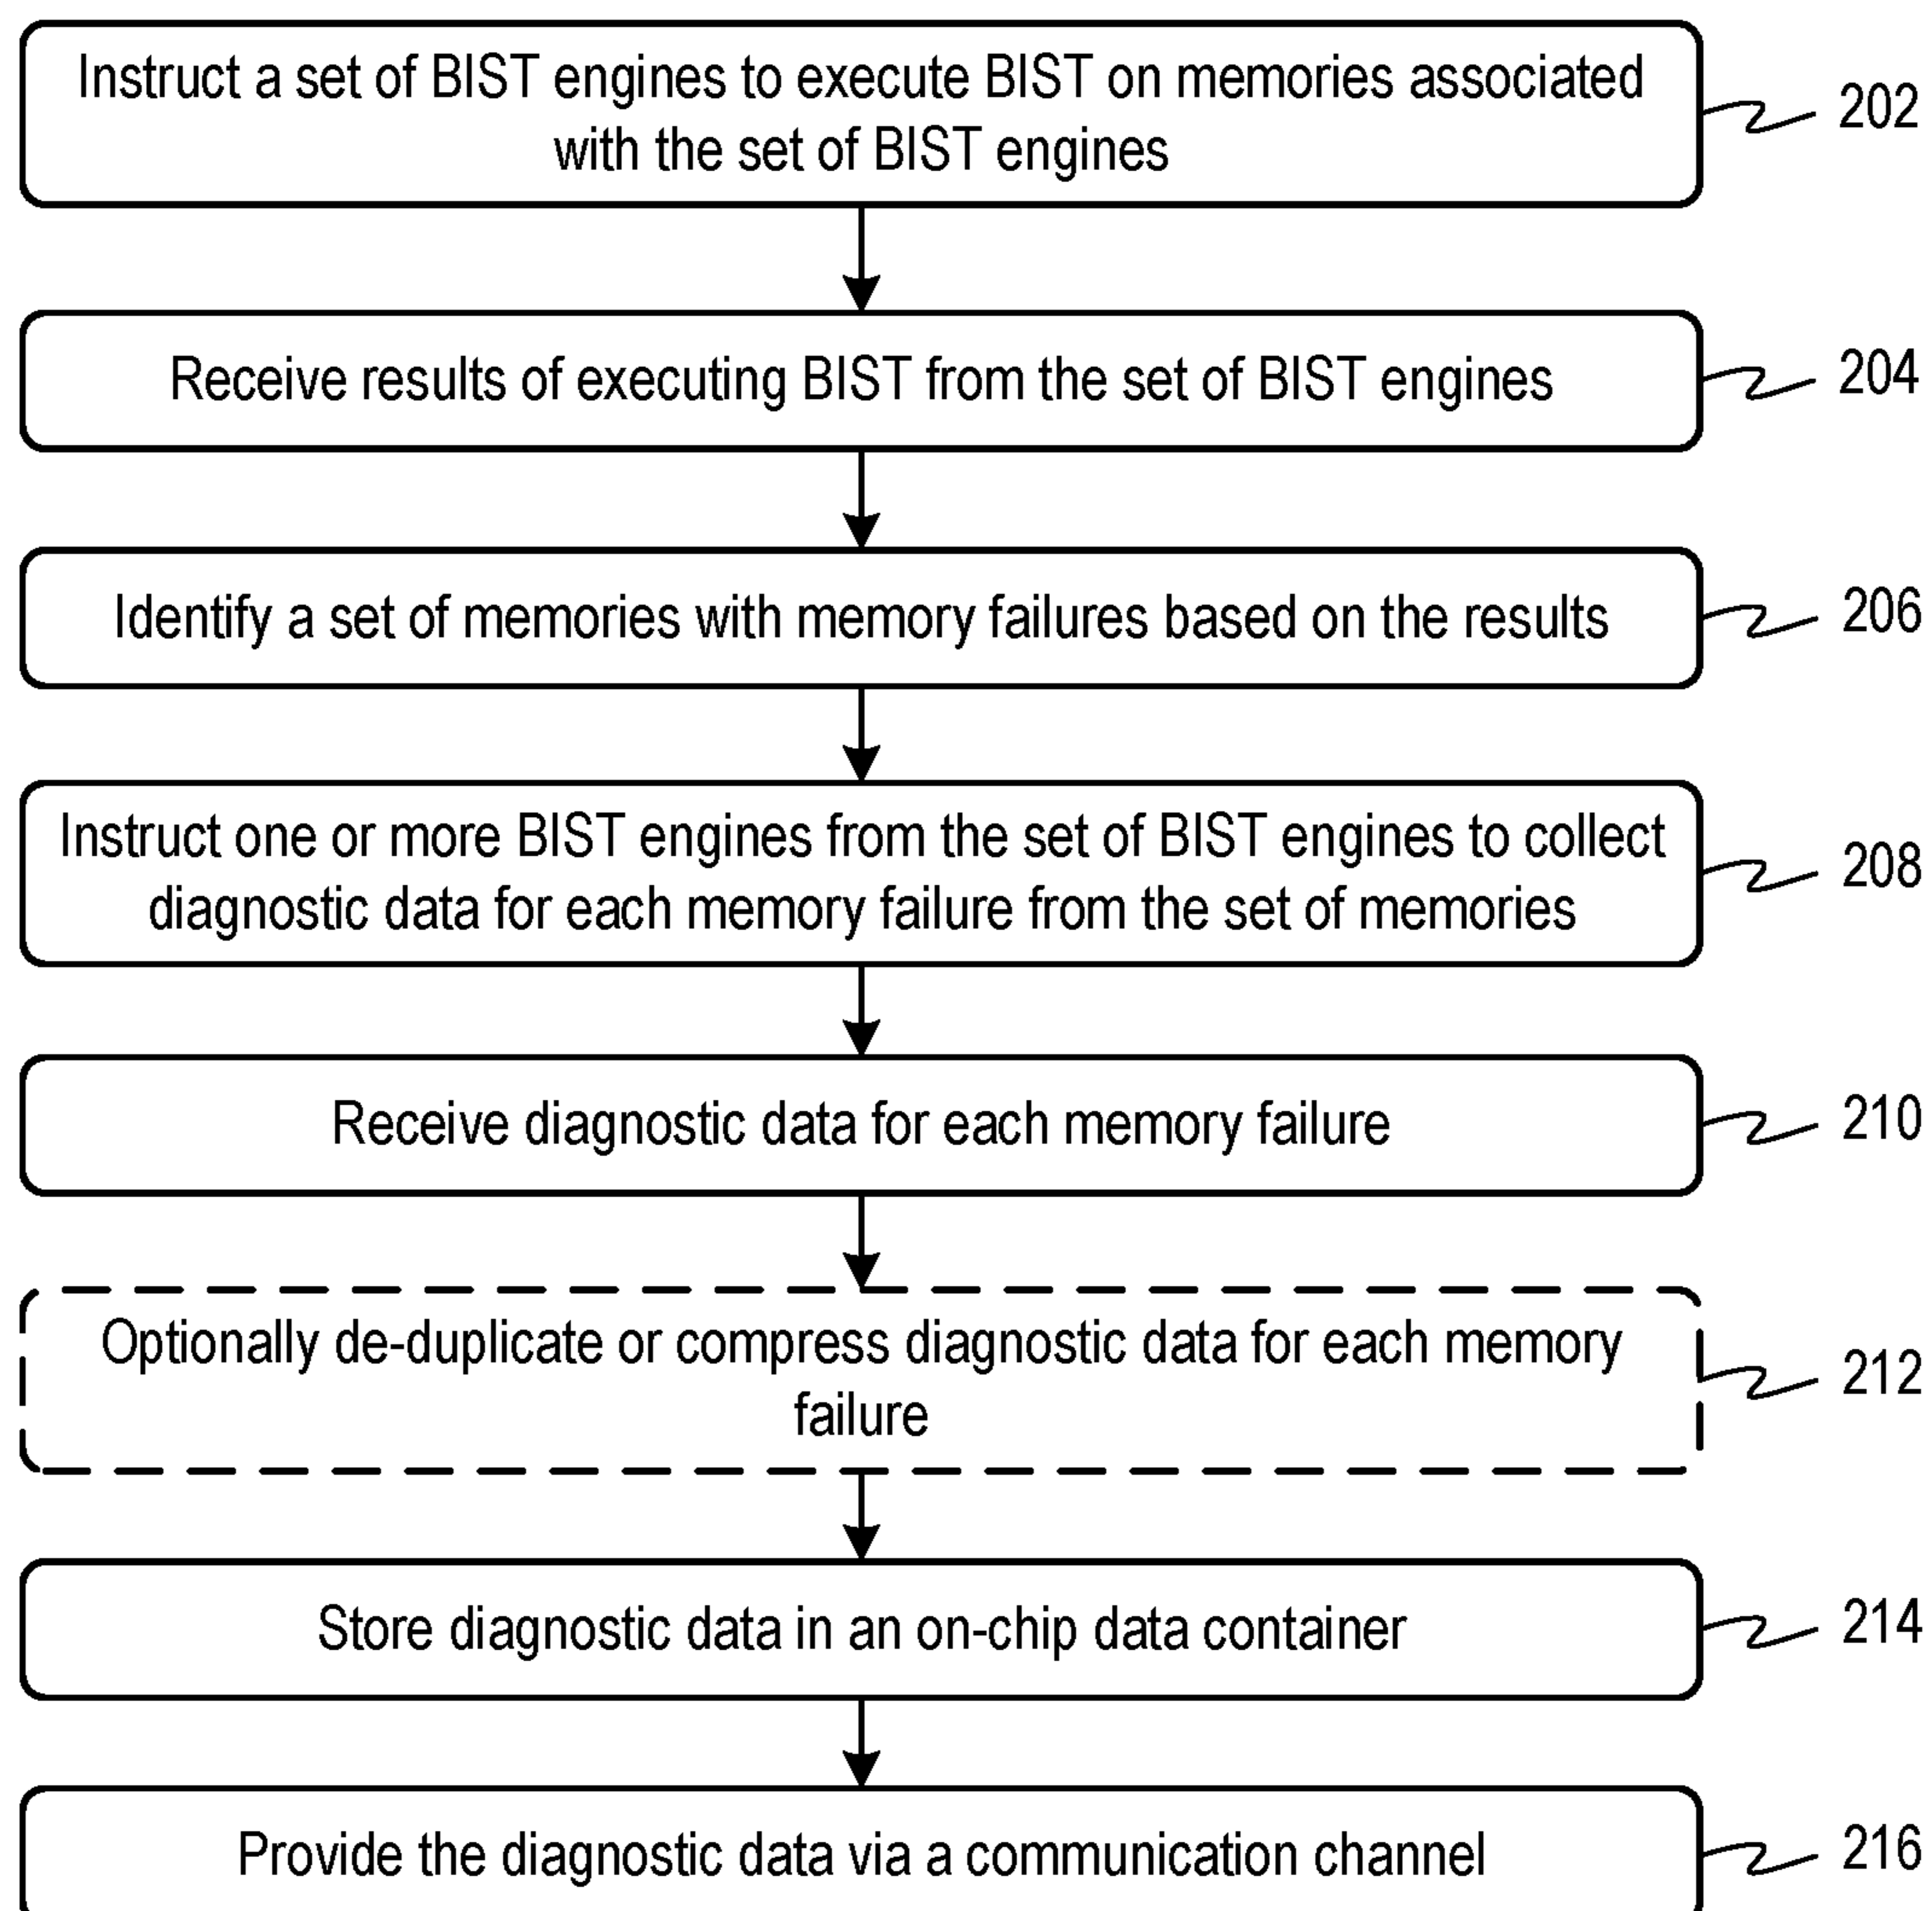 Instruct a set of BIST engines to execute BIST on memories associated
with the set of BIST engines
202
Receive results of executing BIST from the set of BIST engines
204
Identify a set of memories with memory failures based on the results
206
Instruct one or more BIST engines from the set of BIST engines to collect
diagnostic data for each memory failure from the set of memories
208
Receive diagnostic data for each memory failure
210
Optionally de-duplicate or compress diagnostic data for each memory
failure
212
Store diagnostic data in an on-chip data container
214
Provide the diagnostic data via a communication channel
216